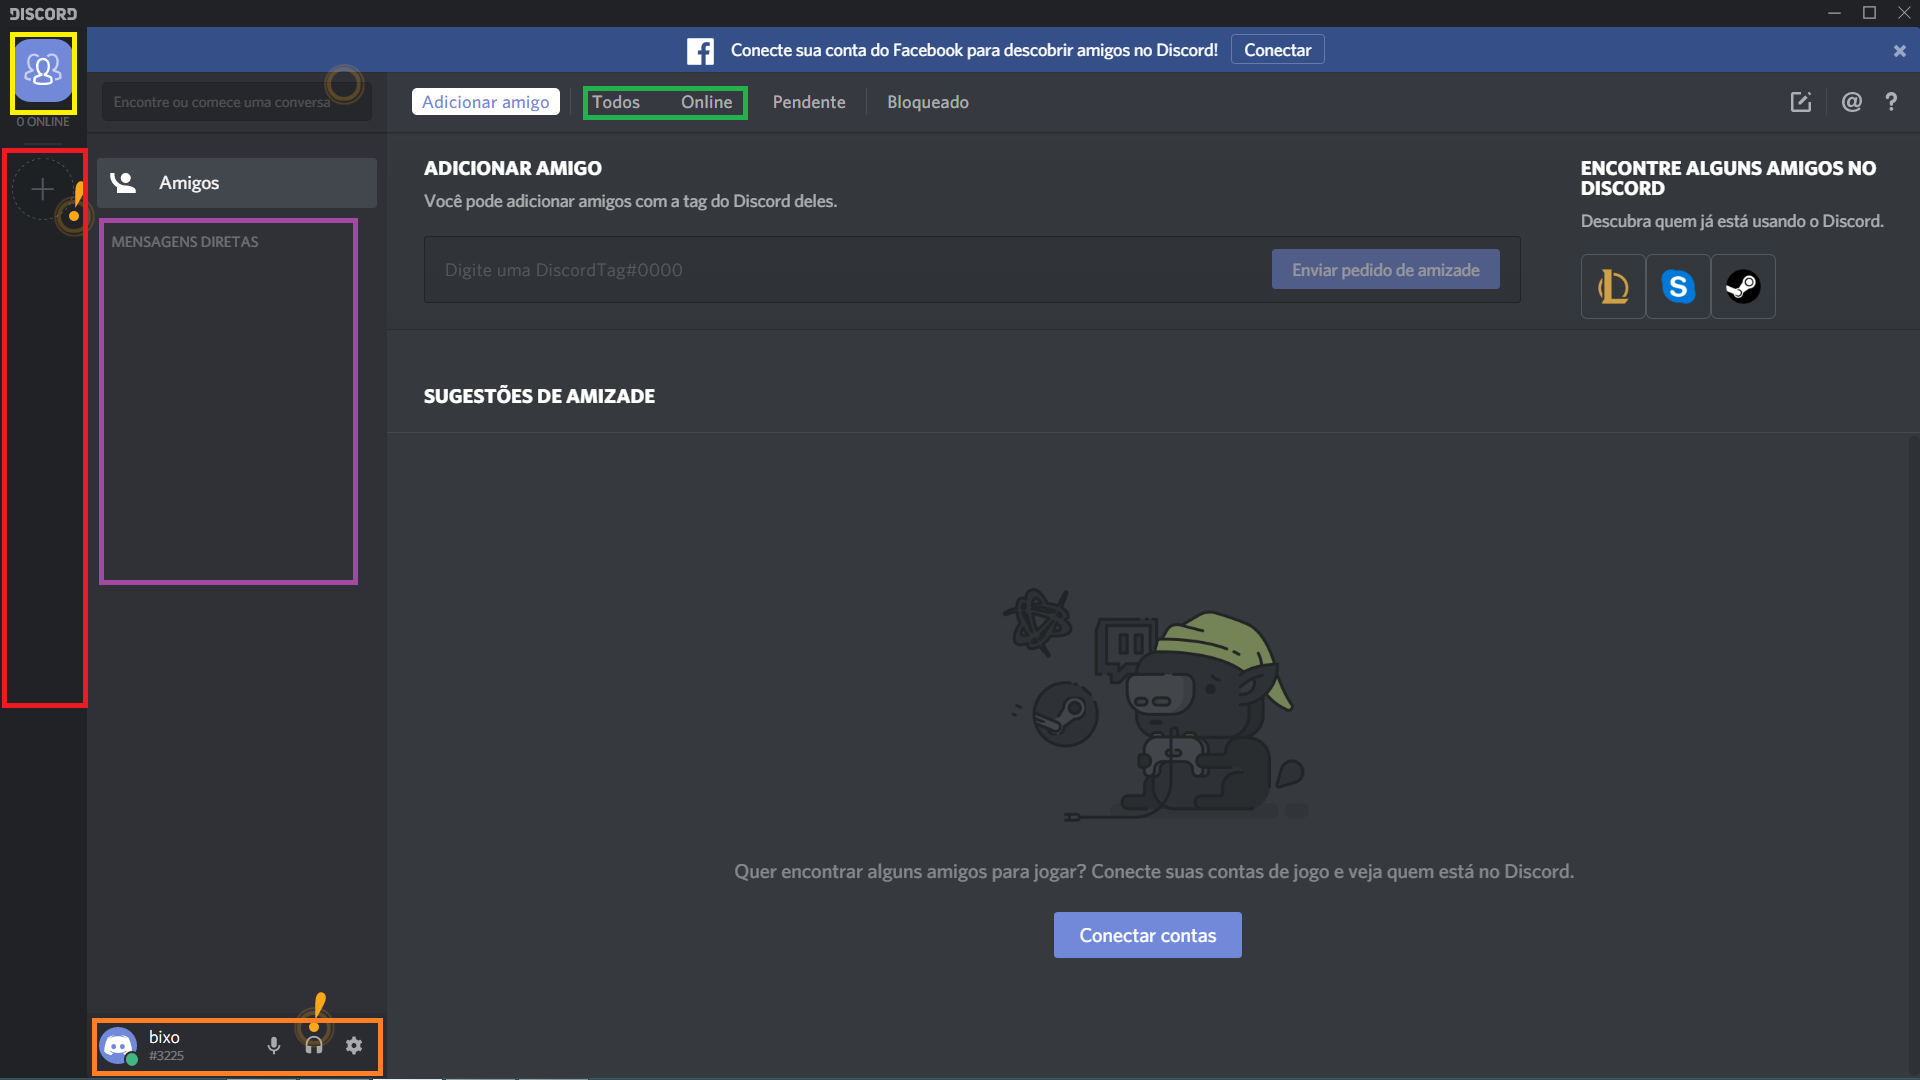 DISCORD
Conecte sua conta do Facebook para descobrir amigos no Discord!
Conectar
0 ONLINE
Encontre ou comece uma conversa
Adicionar amigo
Todos
Online
Pendente
Bloqueado
Amigos
MENSAGENS DIRETAS
ADICIONAR AMIGO
Você pode adicionar amigos com a tag do Discord deles.
Digite uma DiscordTag#0000
Enviar pedido de amizade
ENCONTRE ALGUNS AMIGOS NO
DISCORD
Descubra quem já está usando o Discord.
SUGESTÕES DE AMIZADE
Quer encontrar alguns amigos para jogar? Conecte suas contas de jogo e veja quem está no Discord.
Conectar contas
bixo
#3225